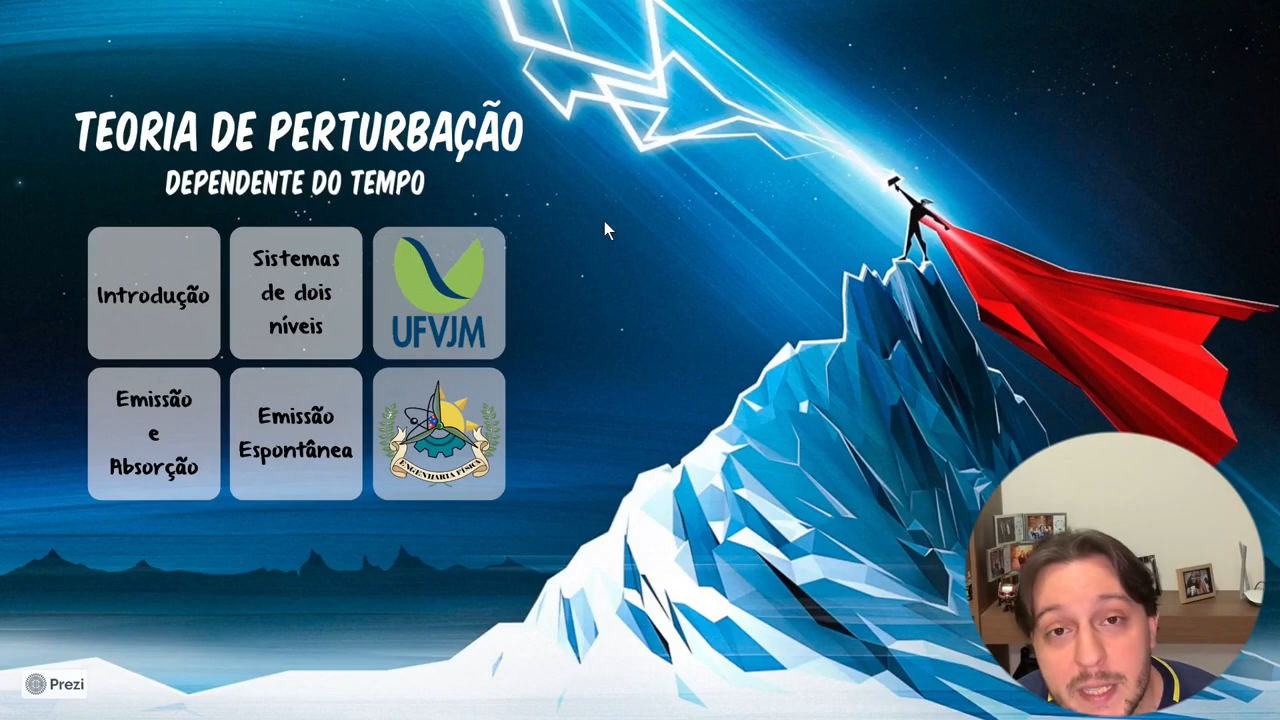 TEORIA DE PERTURBAÇÃO
DEPENDENTE DO TEMPO
Introdução
Sistemas
de dois
níveis
UFVJM
Emissão
e
Absorção
Emissão
Espontânea
ENGENHARIA FÍSICA
Prezi